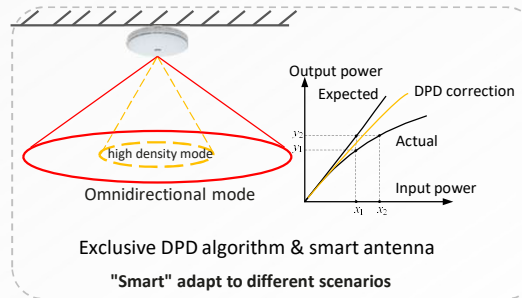 high density mode
Omnidirectional mode
Output power
Expected
DPD correction
y₂
y₁
Actual
Input power
x₁ x₂
Exclusive DPD algorithm & smart antenna
"Smart" adapt to different scenarios